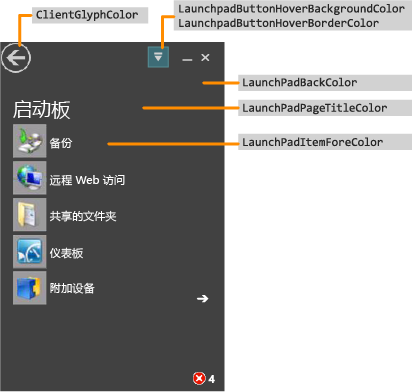 ClientGlyphColor
LaunchpadButtonHoverBackgroundColor
LaunchpadButtonHoverBorderColor
LaunchPadBackColor
启动板
LaunchPadPageTitleColor
备份
LaunchPadItemForeColor
远程 Web 访问
共享的文件夹
仪表板
附加设备
4